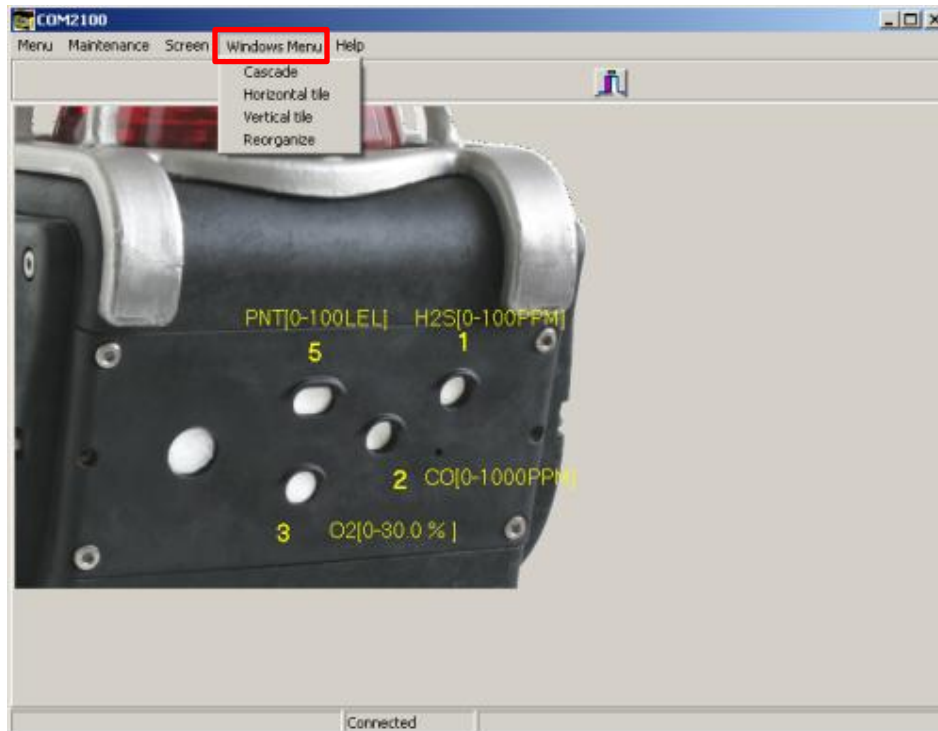 COM2100
Menu Maintenance Screen Windows Menu Help
Cascade
Horizontal tile
Vertical tile
Reorganize
0
PNT[0-100LEL] H2S[0-100PPM]
5 1
2 CO[0-1000PPM]
3 O2[0-30.0 % ]
Connected